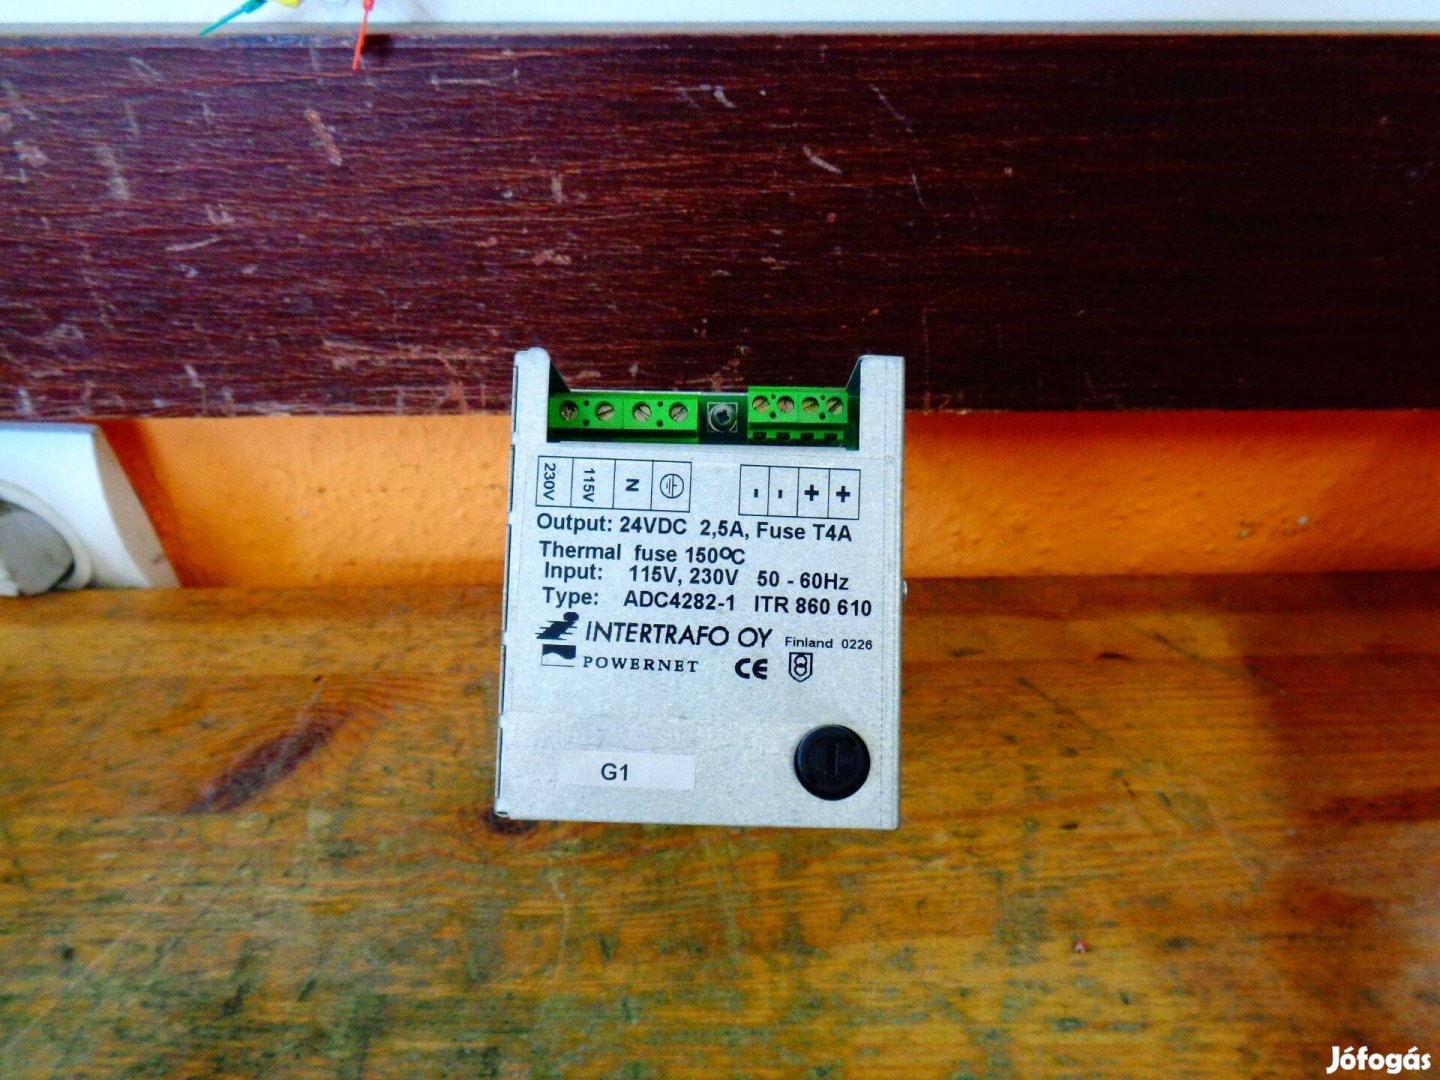 230V 115V N - - + +
Output: 24VDC 2,5A, Fuse T4A
Thermal fuse 150ºC
Input: 115V, 230V 50 - 60Hz
Type: ADC4282-1 ITR 860 610
INTERTRAFO OY Finland 0226
POWERNET CE
G1
Jófogás